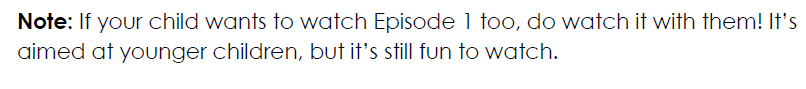 Note: If your child wants to watch Episode 1 too, do watch it with them! It’s
aimed at younger children, but it’s still fun to watch.